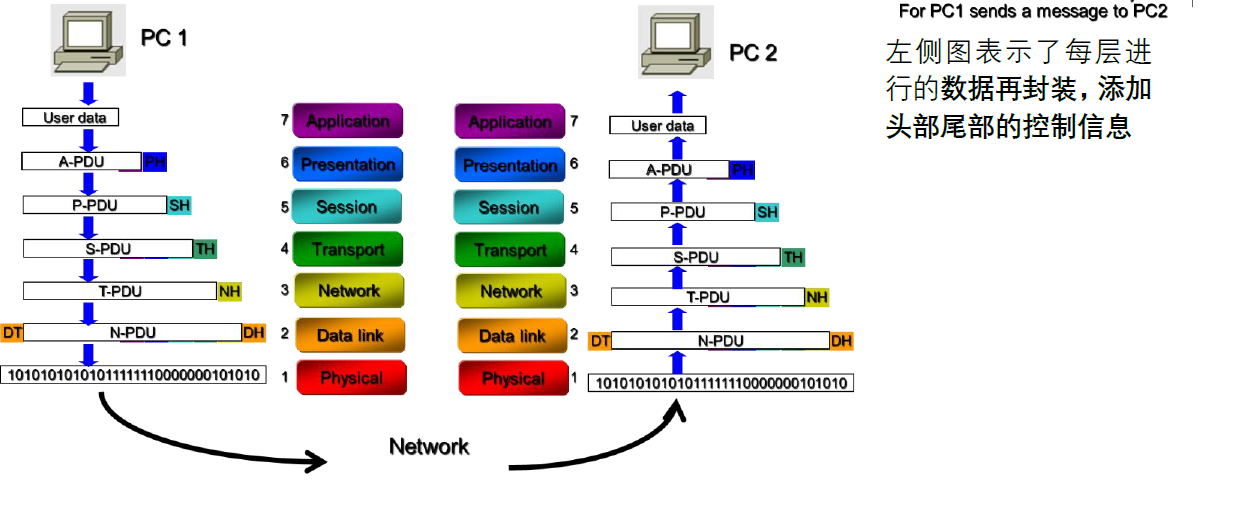 For PC1 sends a message to PC2
左侧图表示了每层进
行的数据再封装，添加
头部尾部的控制信息
PC 1
User data
A-PDU PH
P-PDU SH
S-PDU TH
T-PDU NH
DT N-PDU DH
1010101010101111111000000010101​0
7 Application
6 Presentation
5 Session
4 Transport
3 Network
2 Data link
1 Physical
Application 7
Presentation 6
Session 5
Transport 4
Network 3
Data link 2
Physical 1
PC 2
User data
A-PDU PH
P-PDU SH
S-PDU TH
T-PDU NH
DT N-PDU DH
10101010101011111110000000101010
Network